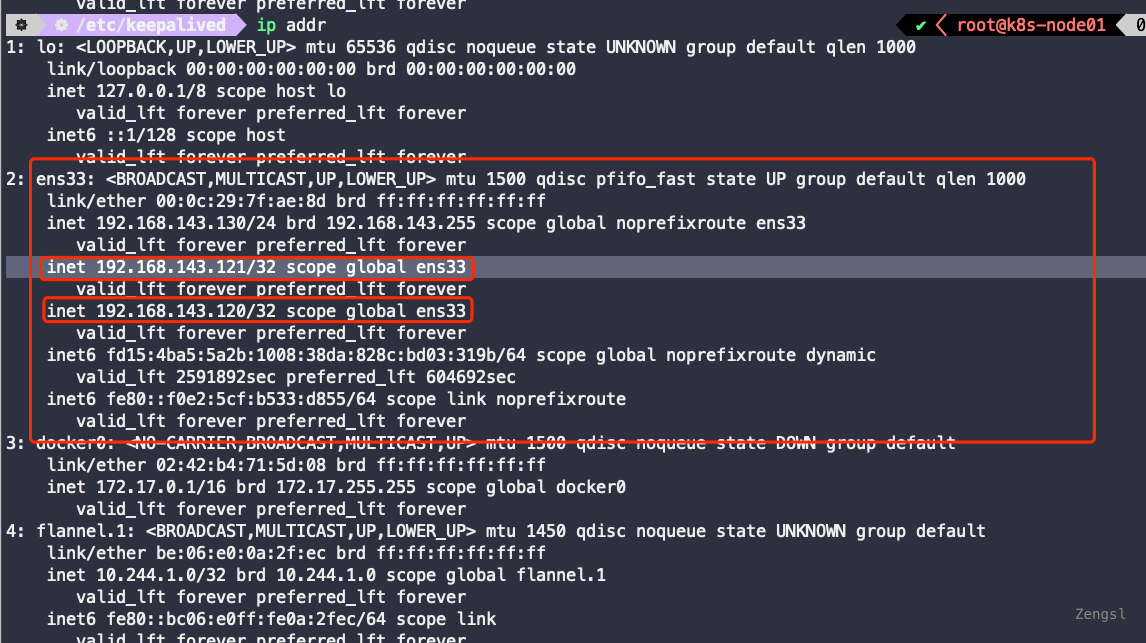 valid_lft forever preferred_lft forever
/etc/keepalived ip addr ✔ root@k8s-node01 0
1: lo: <LOOPBACK,UP,LOWER_UP> mtu 65536 qdisc noqueue state UNKNOWN group default qlen 1000
link/loopback 00:00:00:00:00:00 brd 00:00:00:00:00:00
inet 127.0.0.1/8 scope host lo
valid_lft forever preferred_lft forever
inet6 ::1/128 scope host
valid_lft forever preferred_lft forever
2: ens33: <BROADCAST,MULTICAST,UP,LOWER_UP> mtu 1500 qdisc pfifo_fast state UP group default qlen 1000
link/ether 00:0c:29:7f:ae:8d brd ff:ff:ff:ff:ff:ff
inet 192.168.143.130/24 brd 192.168.143.255 scope global noprefixroute ens33
valid_lft forever preferred_lft forever
inet 192.168.143.121/32 scope global ens33
valid_lft forever preferred_lft forever
inet 192.168.143.120/32 scope global ens33
valid_lft forever preferred_lft forever
inet6 fd15:4ba5:5a2b:1008:38da:828c:bd03:319b/64 scope global noprefixroute dynamic
valid_lft 2591892sec preferred_lft 604692sec
inet6 fe80::f0e2:5cf:b533:d855/64 scope link noprefixroute
valid_lft forever preferred_lft forever
3: docker0: <NO-CARRIER,BROADCAST,MULTICAST,UP> mtu 1500 qdisc noqueue state DOWN group default
link/ether 02:42:b4:71:5d:08 brd ff:ff:ff:ff:ff:ff
inet 172.17.0.1/16 brd 172.17.255.255 scope global docker0
valid_lft forever preferred_lft forever
4: flannel.1: <BROADCAST,MULTICAST,UP,LOWER_UP> mtu 1450 qdisc noqueue state UNKNOWN group default
link/ether be:06:e0:0a:2f:ec brd ff:ff:ff:ff:ff:ff
inet 10.244.1.0/32 brd 10.244.1.0 scope global flannel.1
valid_lft forever preferred_lft forever
inet6 fe80::bc06:e0ff:fe0a:2fec/64 scope link
valid_lft forever preferred_lft forever
Zengsl